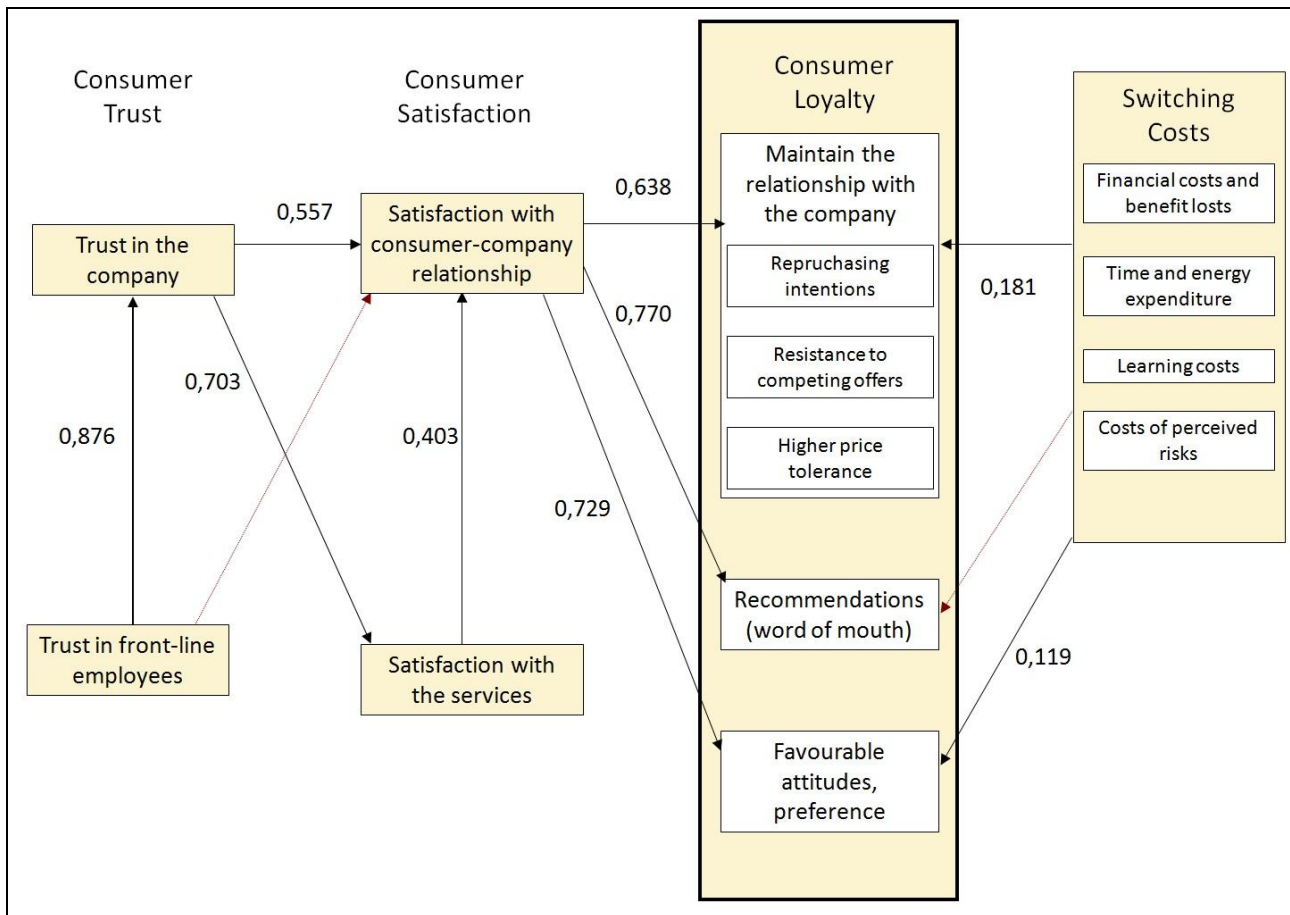 Consumer
Trust
Consumer
Satisfaction
Consumer
Loyalty
Switching
Costs
Trust in the
company
Trust in front-line
employees
0,557
0,703
0,876
Satisfaction with
consumer-company
relationship
Satisfaction with
the services
0,403
0,638
0,770
0,729
Maintain the
relationship with
the company
Repruchasing
intentions
Resistance to
competing offers
Higher price
tolerance
Recommendations
(word of mouth)
Favourable
attitudes,
preference
0,181
0,119
Financial costs and
benefit losts
Time and energy
expenditure
Learning costs
Costs of perceived
risks